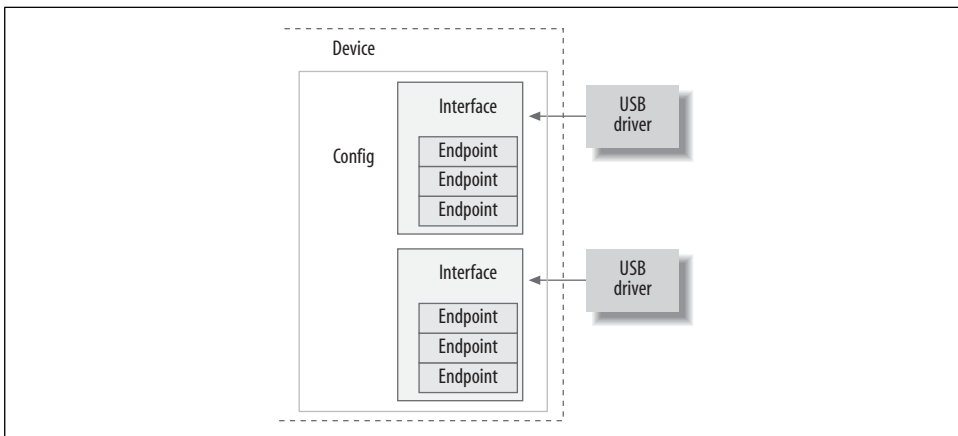 Device
Config
Interface
Endpoint
Endpoint
Endpoint
USB
driver
Interface
Endpoint
Endpoint
Endpoint
USB
driver